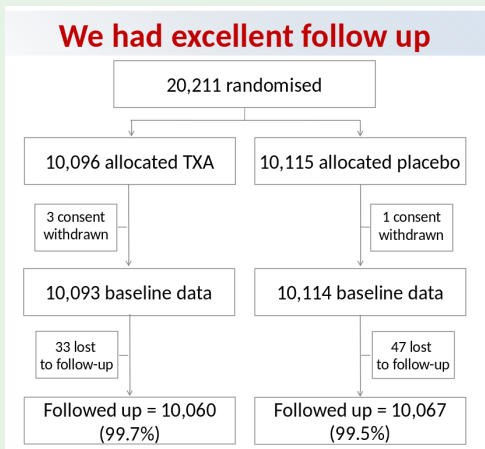 We had excellent follow up
20,211 randomised
10,096 allocated TXA
10,115 allocated placebo
3 consent
withdrawn
1 consent
withdrawn
10,093 baseline data
10,114 baseline data
33 lost
to follow-up
47 lost
to follow-up
Followed up = 10,060
(99.7%)
Followed up = 10,067
(99.5%)